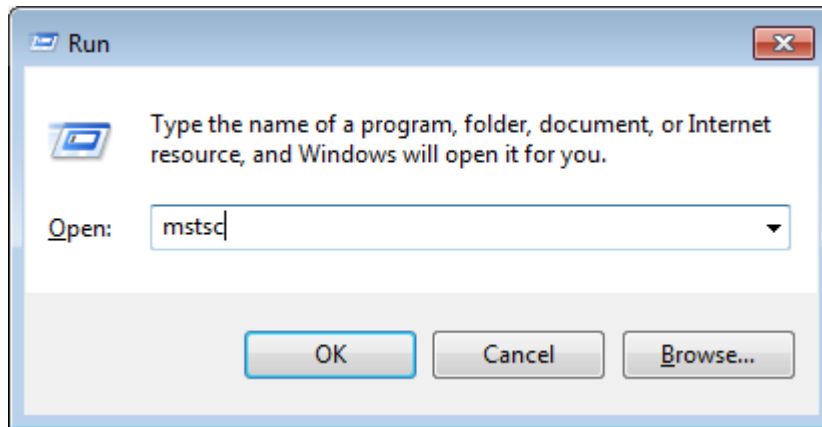 Run
Type the name of a program, folder, document, or Internet
resource, and Windows will open it for you.
Open: mstsc
OK Cancel Browse...